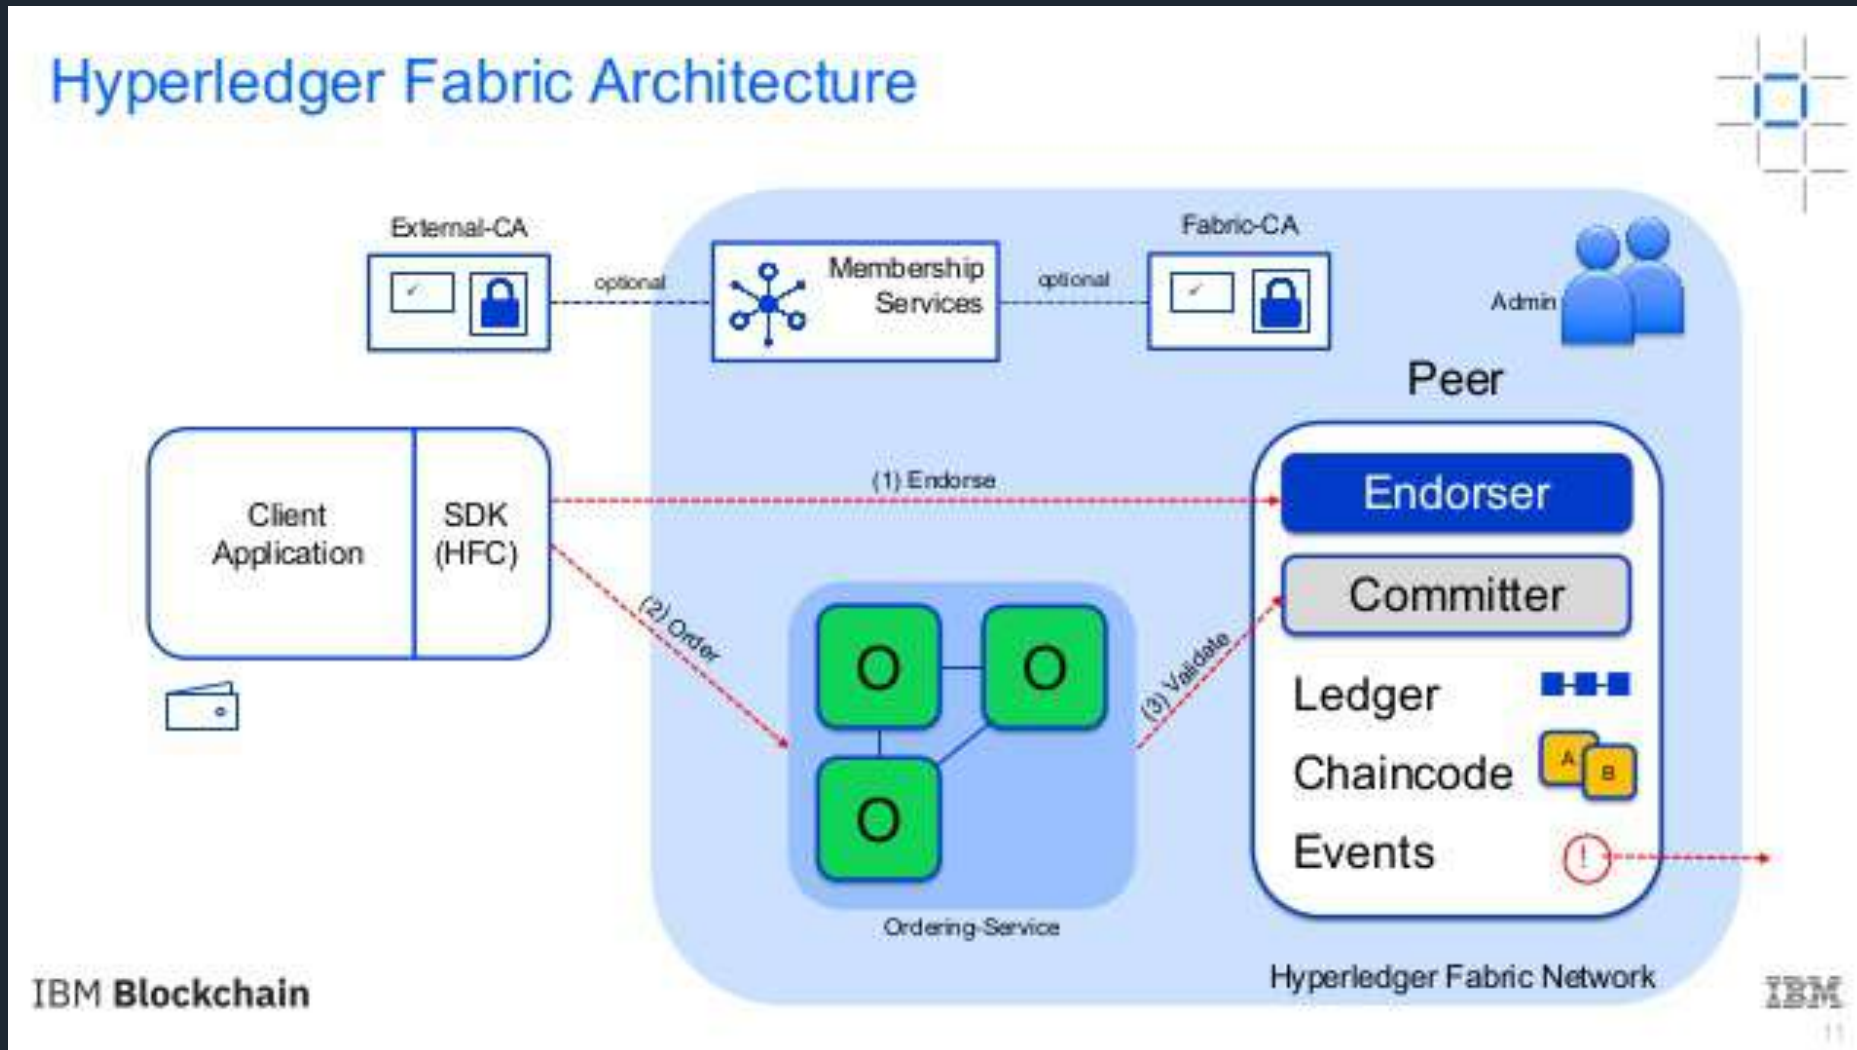 Hyperledger Fabric Architecture
External-CA
optional
Membership
Services
optional
Fabric-CA
Admin
Peer
Client
Application
SDK
(HFC)
(1) Endorse
(2) Order
(3) Validate
Endorser
Committer
Ledger
Chaincode
A
B
Events
!
O
O
O
Ordering-Service
Hyperledger Fabric Network
IBM Blockchain
IBM
11